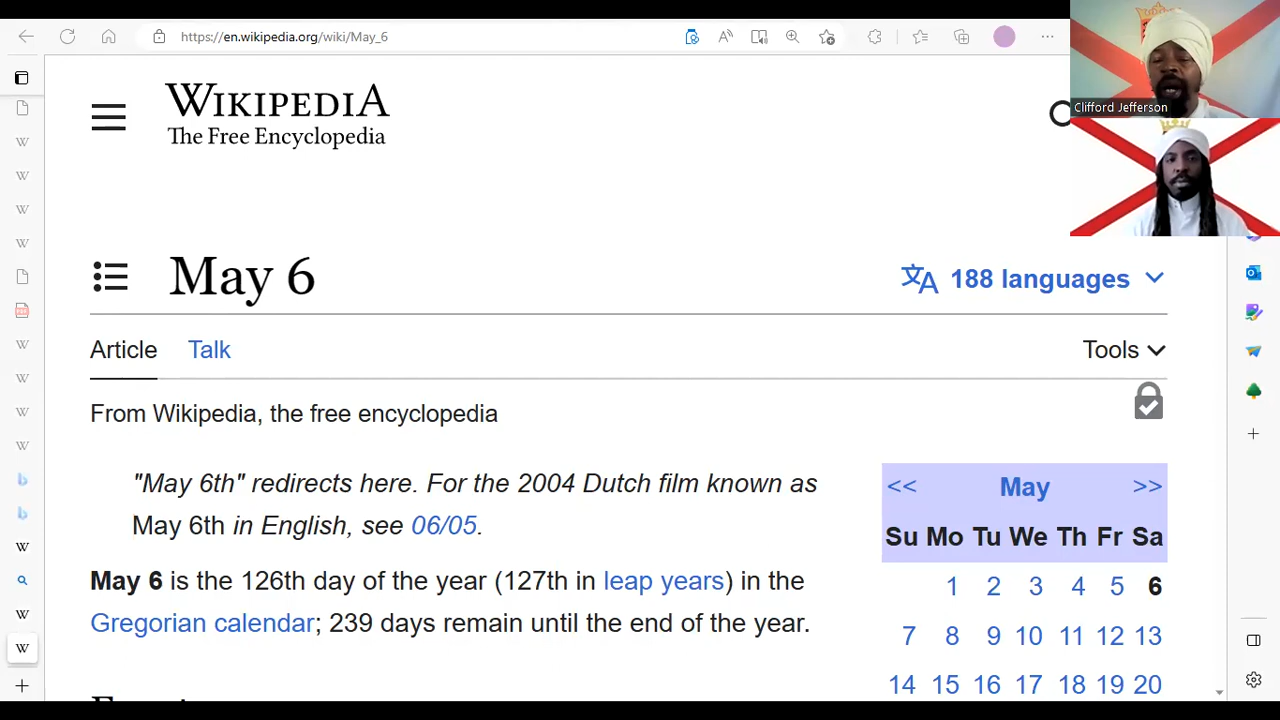 https://en.wikipedia.org/wiki/May_6
Clifford Jefferson
WIKIPEDIA
The Free Encyclopedia
May 6
188 languages
Article Talk
Tools
From Wikipedia, the free encyclopedia
"May 6th" redirects here. For the 2004 Dutch film known as
May 6th in English, see 06/05.
May 6 is the 126th day of the year (127th in leap years) in the
Gregorian calendar; 239 days remain until the end of the year.
<< May >>
Su Mo Tu We Th Fr Sa
1 2 3 4 5 6
7 8 9 10 11 12 13
14 15 16 17 18 19 20